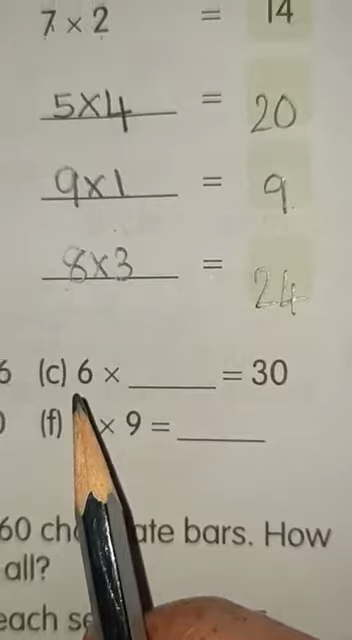 7 × 2 = 14
5×4 = 20
9×1 = 9
8×3 = 24
6 (c) 6 × ______ = 30
(f) × 9 = ______
60 ate bars. How
all?
each